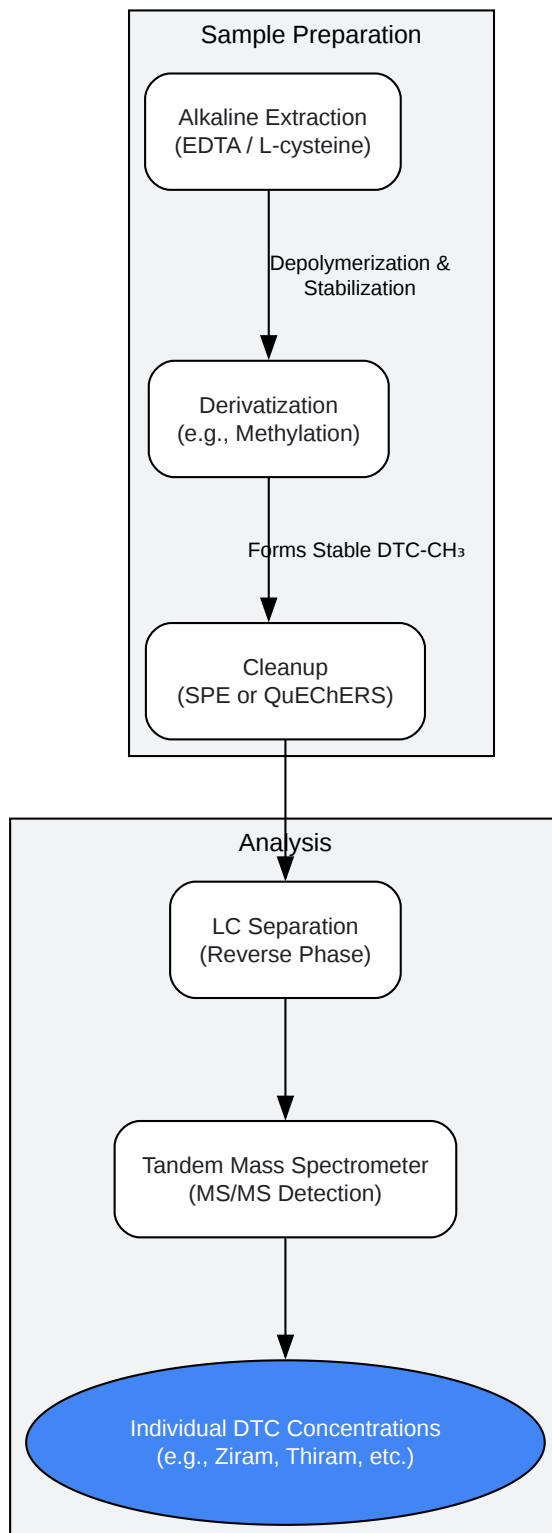 Sample Preparation
Alkaline Extraction
(EDTA / L-cysteine)
Depolymerization &
Stabilization
Derivatization
(e.g., Methylation)
Forms Stable DTC-CH₃
Cleanup
(SPE or QuEChERS)
Analysis
LC Separation
(Reverse Phase)
Tandem Mass Spectrometer
(MS/MS Detection)
Individual DTC Concentrations
(e.g., Ziram, Thiram, etc.)